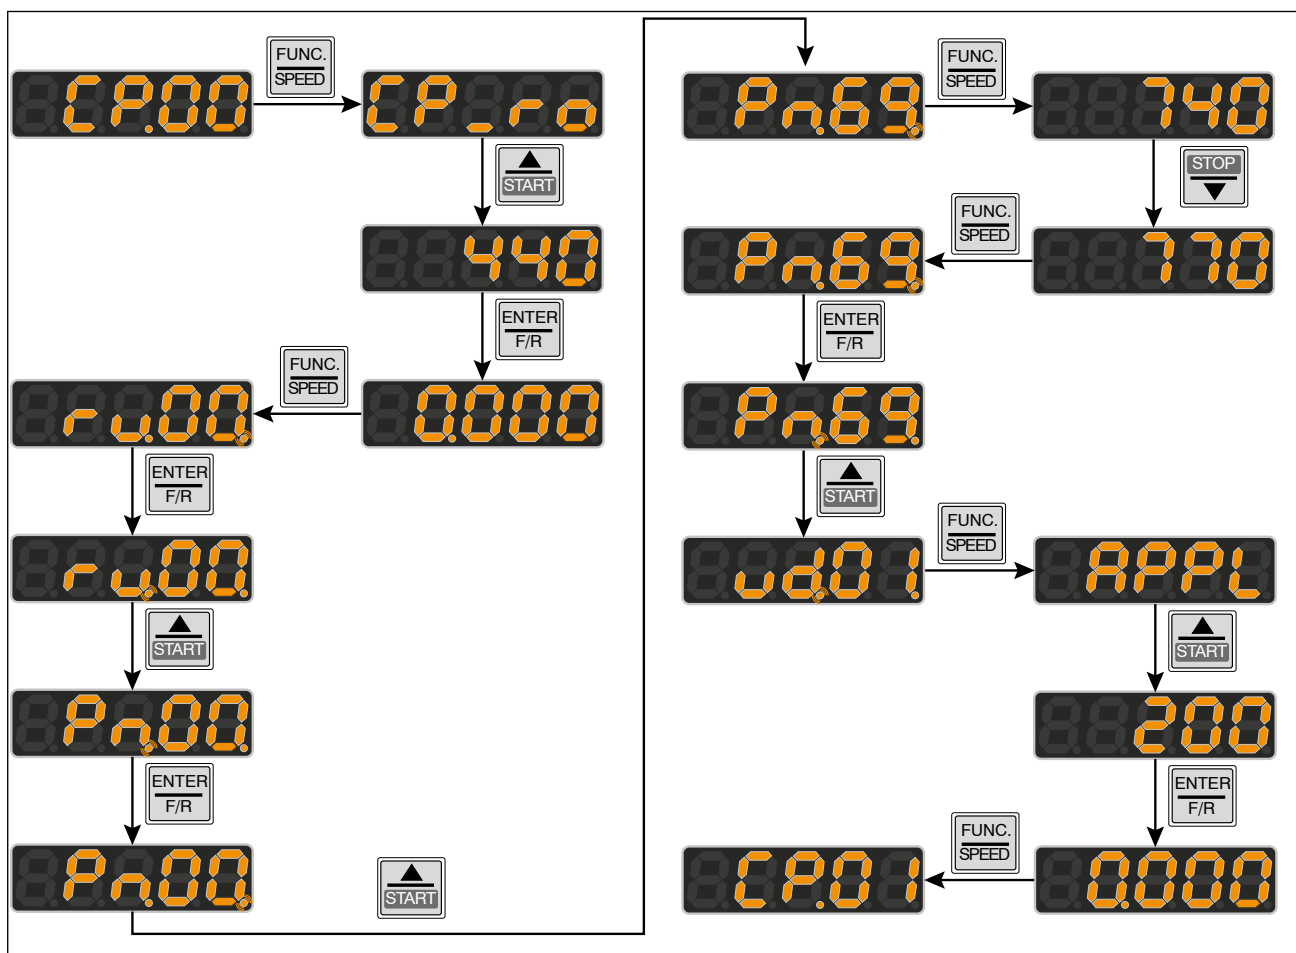 CP.00
FUNC.
SPEED
CP_ro
START
440
ENTER
F/R
0.000
FUNC.
SPEED
ru.00.
ENTER
F/R
ru.00.
START
Pn.00.
ENTER
F/R
Pn.00.
START
Pn.69.
FUNC.
SPEED
740
STOP
770
FUNC.
SPEED
Pn.69.
ENTER
F/R
Pn.69.
START
ud.01.
FUNC.
SPEED
APPL
START
200
ENTER
F/R
0.000
FUNC.
SPEED
CP.01